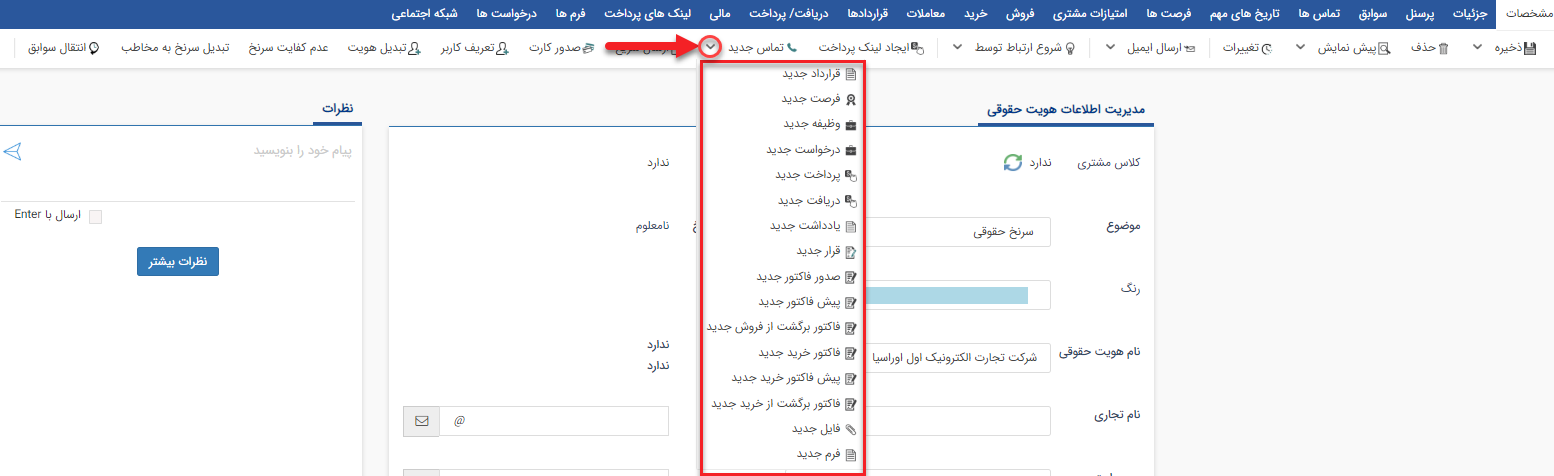 مشخصات جزئیات پرسنل سوابق تماس ها تاریخ های مهم فرصت ها امتیازات مشتری فروش خرید معاملات قراردادها دریافت/ پرداخت مالی لینک های پرداخت فرم ها درخواست ها شبکه اجتماعی
ذخیره حذف پیش نمایش تغییرات ارسال ایمیل شروع ارتباط توسط ایجاد لینک پرداخت تماس جدید صدور کارت تعریف کاربر تبدیل هویت عدم کفایت سرنخ تبدیل سرنخ به مخاطب انتقال سوابق
قرارداد جدید
فرصت جدید
وظیفه جدید
درخواست جدید
پرداخت جدید
دریافت جدید
یادداشت جدید
قرار جدید
صدور فاکتور جدید
پیش فاکتور جدید
فاکتور برگشت از فروش جدید
فاکتور خرید جدید
پیش فاکتور خرید جدید
فاکتور برگشت از خرید جدید
فایل جدید
فرم جدید
مدیریت اطلاعات هویت حقوقی
کلاس مشتری ندارد
ندارد
موضوع سرنخ حقوقی
نامعلوم
رنگ
نام هویت حقوقی شرکت تجارت الکترونیک اول اوراسیا
ندارد
ندارد
نام تجاری
@
نظرات
پیام خود را بنویسید
ارسال با Enter
نظرات بیشتر